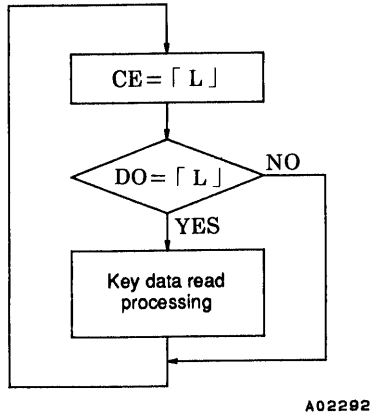 CE=「 L 」
DO=「 L 」
NO
YES
Key data read
processing
A02292